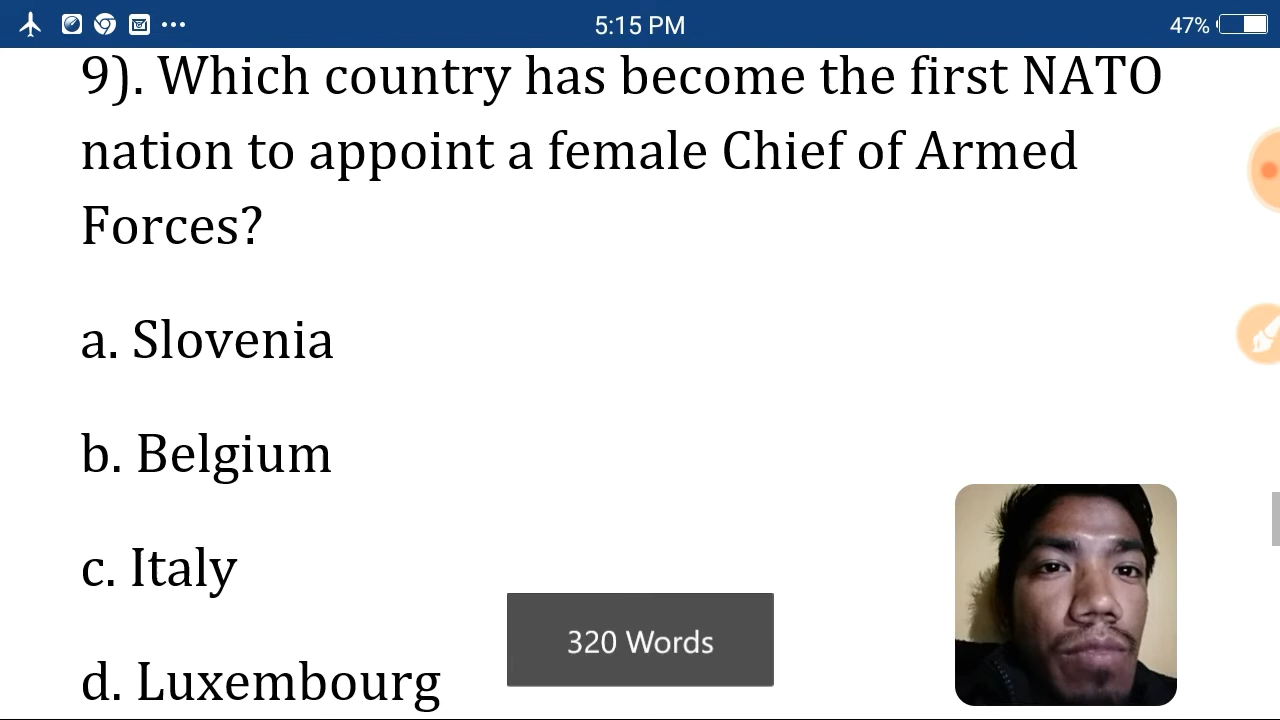 5:15 PM
47%
9). Which country has become the first NATO
nation to appoint a female Chief of Armed
Forces?
a. Slovenia
b. Belgium
c. Italy
320 Words
d. Luxembourg